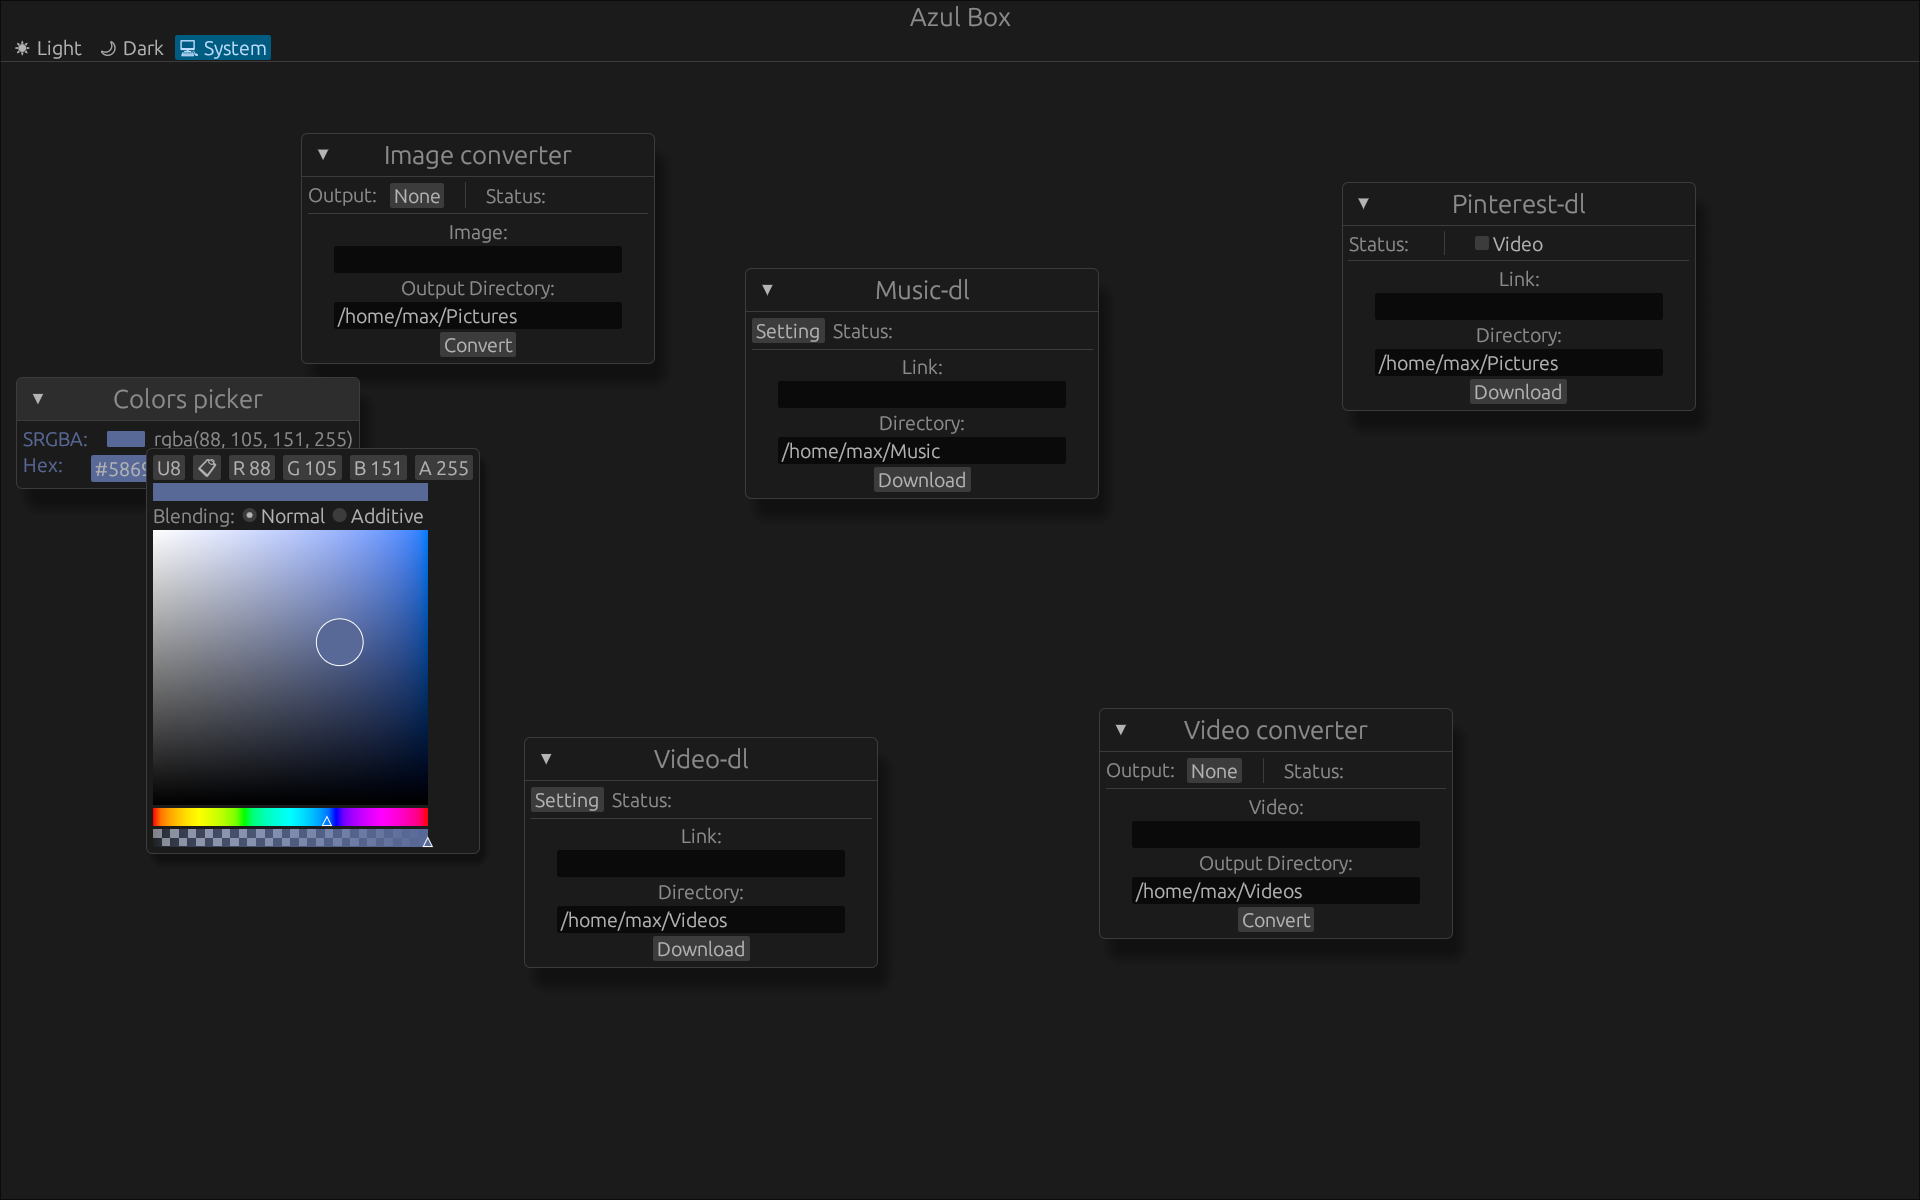 Azul Box
Light Dark System
Image converter
Output: None Status:
Image:
Output Directory:
/home/max/Pictures
Convert
Pinterest-dl
Status: Video
Link:
Directory:
/home/max/Pictures
Download
Music-dl
Setting Status:
Link:
Directory:
/home/max/Music
Download
Colors picker
SRGBA: rgba(88, 105, 151, 255)
Hex: #5869
U8 R 88 G 105 B 151 A 255
Blending: Normal Additive
Video-dl
Setting Status:
Link:
Directory:
/home/max/Videos
Download
Video converter
Output: None Status:
Video:
Output Directory:
/home/max/Videos
Convert